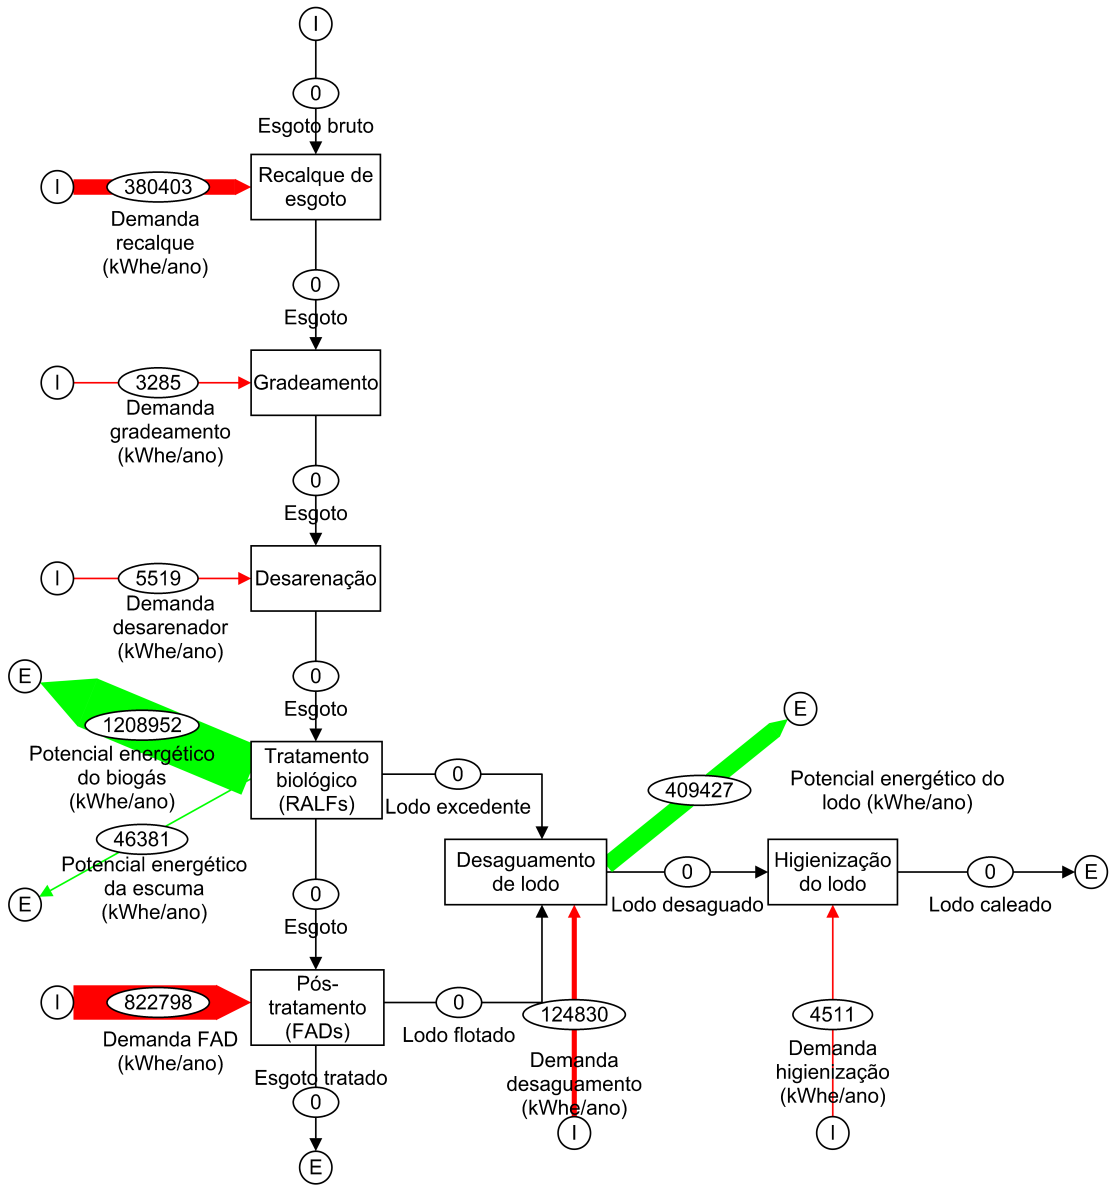 I
0
Esgoto bruto
I
380403
Recalque de
esgoto
Demanda
recalque
(kWhe/ano)
0
Esgoto
I
3285
Gradeamento
Demanda
gradeamento
(kWhe/ano)
0
Esgoto
I
5519
Desarenação
Demanda
desarenador
(kWhe/ano)
0
Esgoto
E
1208952
Potencial energético
do biogás
(kWhe/ano)
Tratamento
biológico
(RALFs)
0
Lodo excedente
E
409427
Potencial energético do
lodo (kWhe/ano)
46381
Potencial energético
da escuma
(kWhe/ano)
E
0
Esgoto
Desaguamento
de lodo
0
Lodo desaguado
Higienização
do lodo
0
Lodo caleado
E
I
822798
Demanda FAD
(kWhe/ano)
Pós-
tratamento
(FADs)
0
Lodo flotado
124830
Demanda
desaguamento
(kWhe/ano)
I
4511
Demanda
higienização
(kWhe/ano)
I
Esgoto tratado
0
E